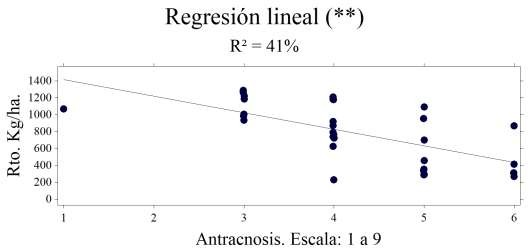 Regresión lineal (**)
R² = 41%
Rto. Kg/ha.
1400
1200
1000
800
600
400
200
0
1 2 3 4 5 6
Antracnosis. Escala: 1 a 9